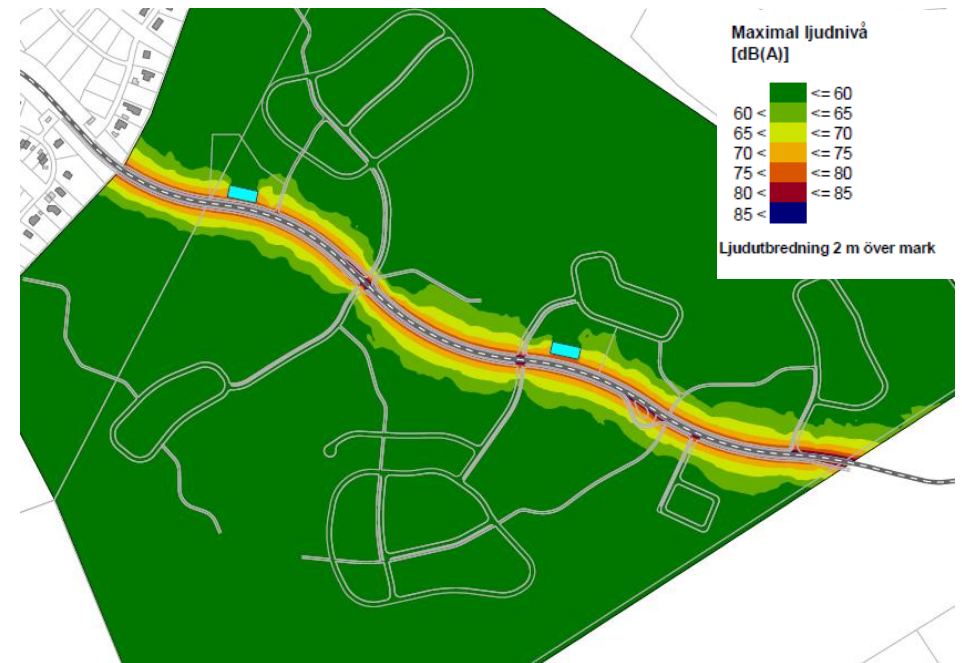 Maximal ljudnivå
[dB(A)]
<= 60
60 < <= 65
65 < <= 70
70 < <= 75
75 < <= 80
80 < <= 85
85 <
Ljudutbredning 2 m över mark